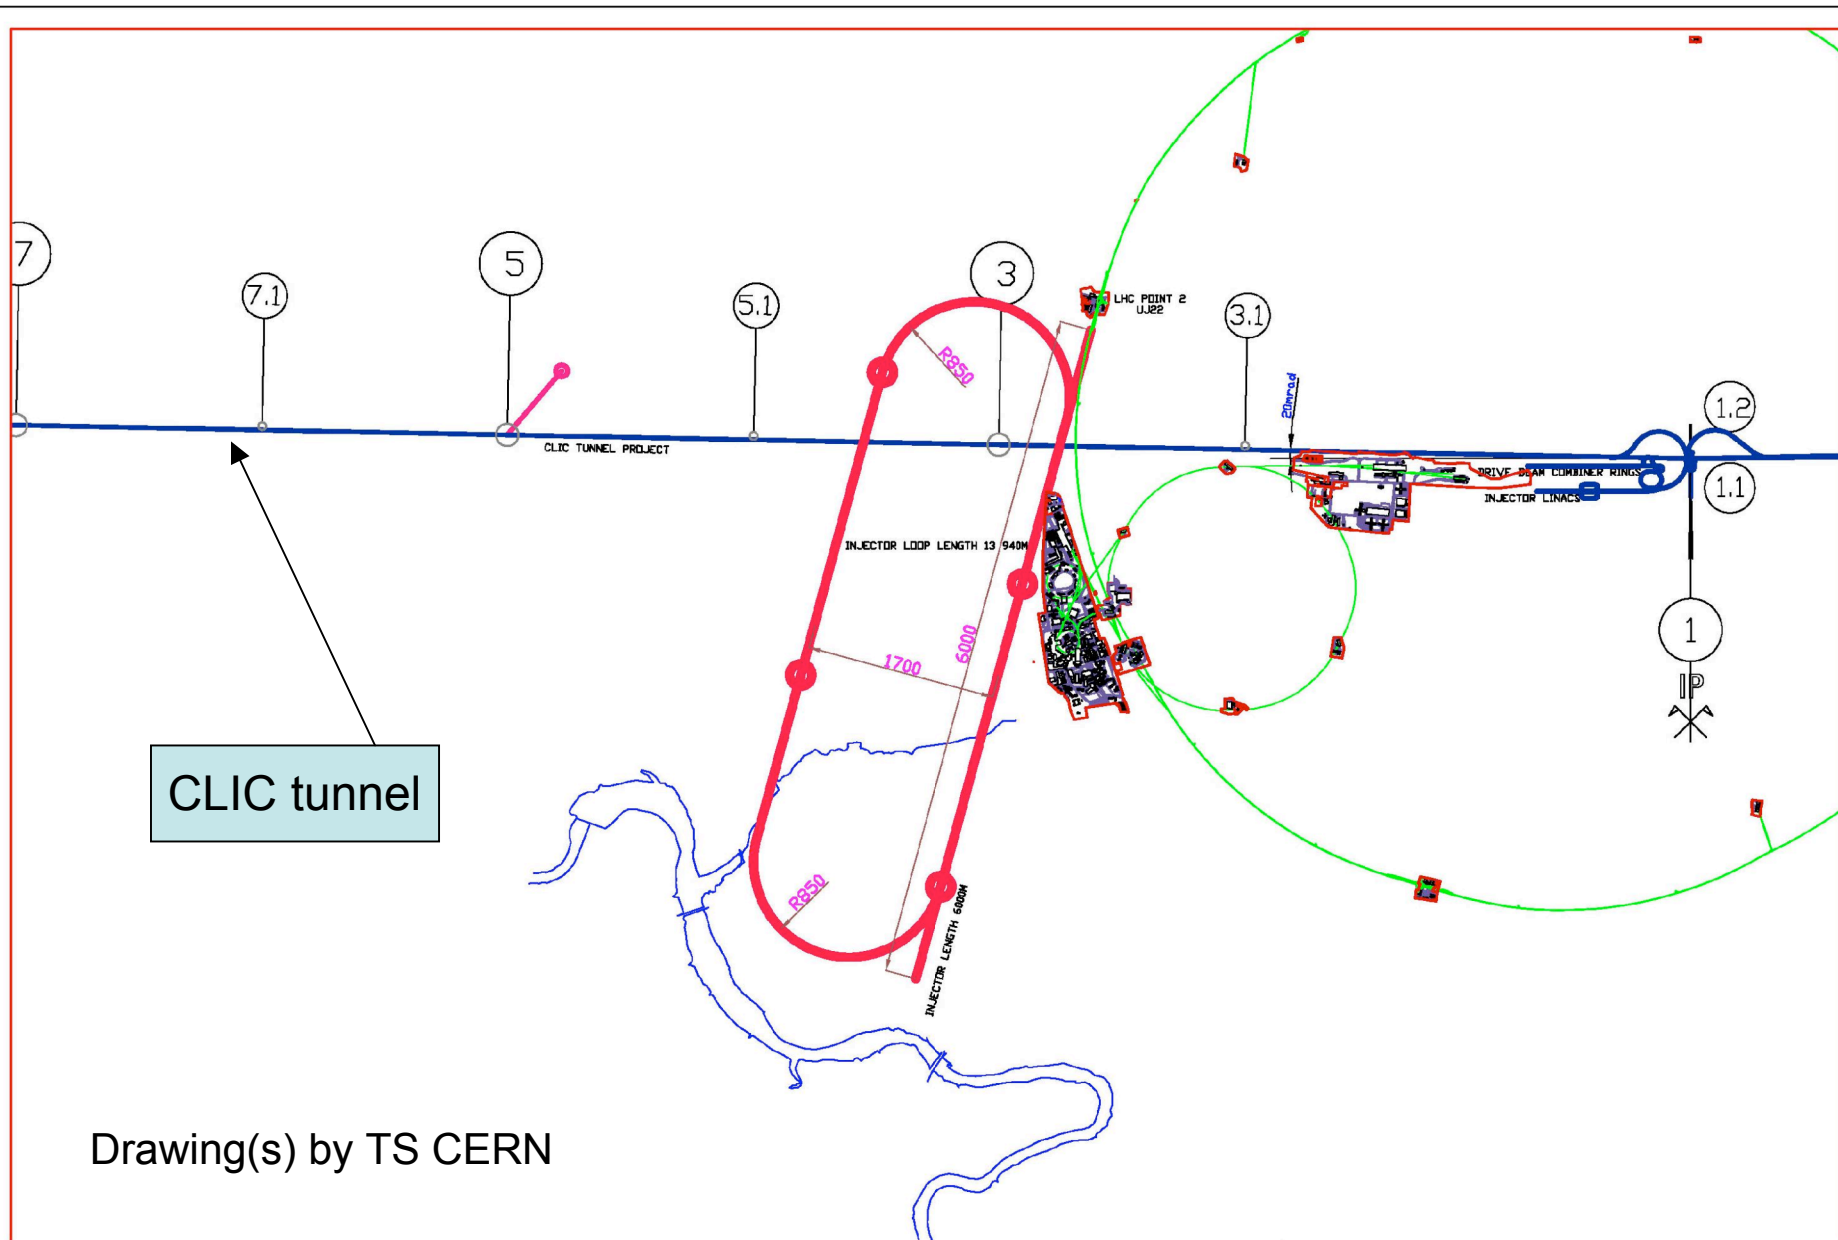 7
7.1
5
5.1
3
3.1
1.2
1.1
1
IP
LHC POINT 2
UJ22
20mrad
R850
CLIC TUNNEL PROJECT
DRIVE BEAM COMBINER RINGS
INJECTOR LINACS
INJECTOR LOOP LENGTH 13 940M
6000
1700
R850
INJECTOR LENGTH 6000M
CLIC tunnel
Drawing(s) by TS CERN